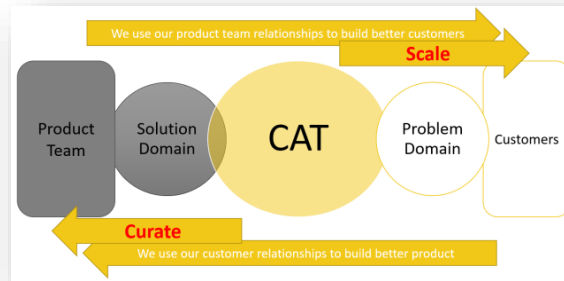 We use our product team relationships to build better customers
Scale
Product
Team
Solution
Domain
CAT
Problem
Domain
Customers
Curate
We use our customer relationships to build better product